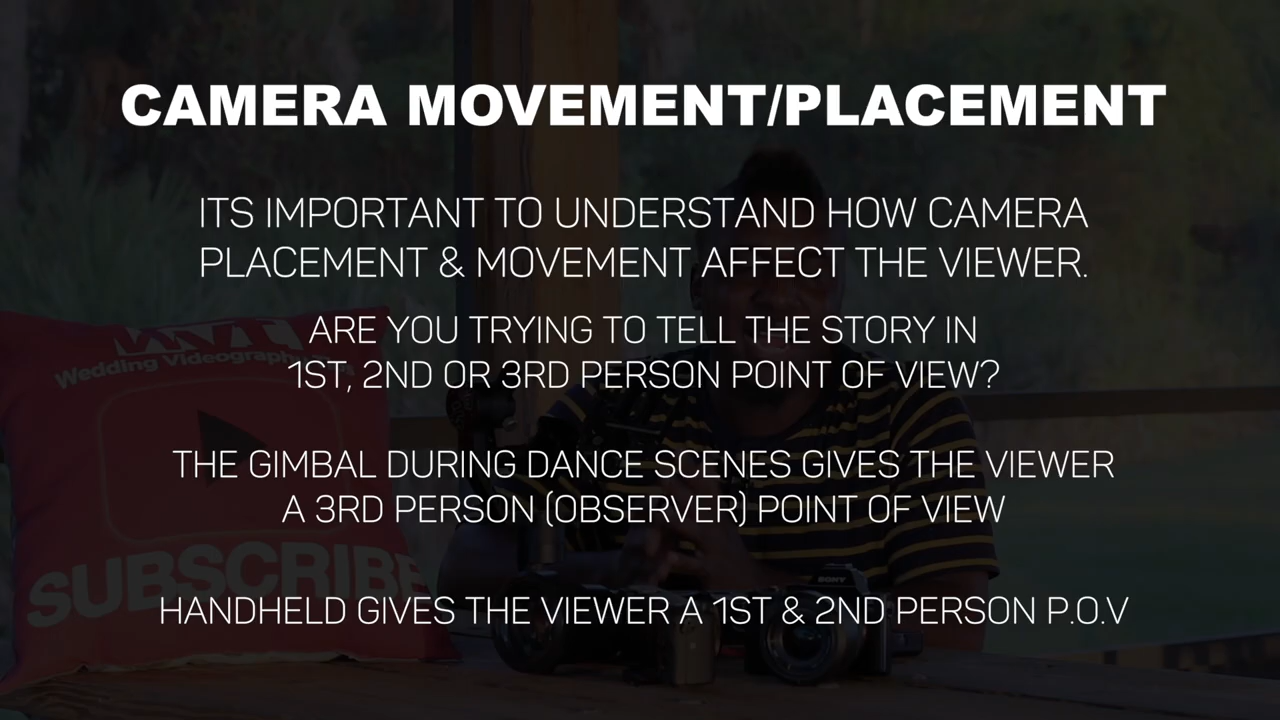 CAMERA MOVEMENT/PLACEMENT
ITS IMPORTANT TO UNDERSTAND HOW CAMERA
PLACEMENT & MOVEMENT AFFECT THE VIEWER.
ARE YOU TRYING TO TELL THE STORY IN
1ST, 2ND OR 3RD PERSON POINT OF VIEW?
THE GIMBAL DURING DANCE SCENES GIVES THE VIEWER
A 3RD PERSON (OBSERVER) POINT OF VIEW
HANDHELD GIVES THE VIEWER A 1ST & 2ND PERSON P.O.V
Wedding Videography
SUBSCRIBE
SONY